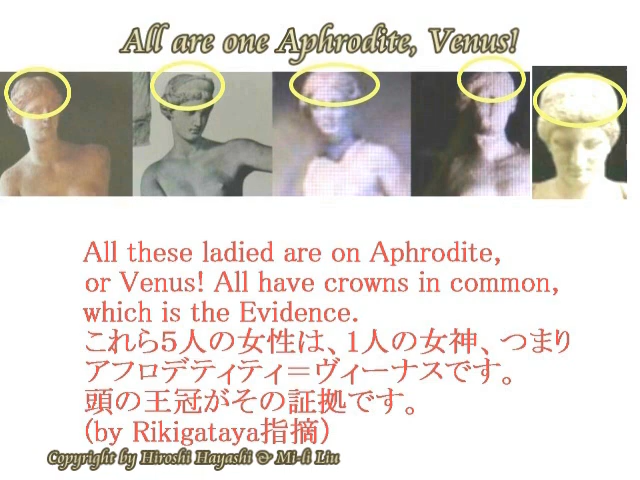 All are one Aphrodite, Venus!
All these ladied are on Aphrodite,
or Venus! All have crowns in common,
which is the Evidence.
これら5人の女性は、1人の女神、つまり
アフロデティティ＝ヴィーナスです。
頭の王冠がその証拠です。
(by Rikigataya指摘)
Copyright by Hiroshi Hayashi & Mi-li Liu